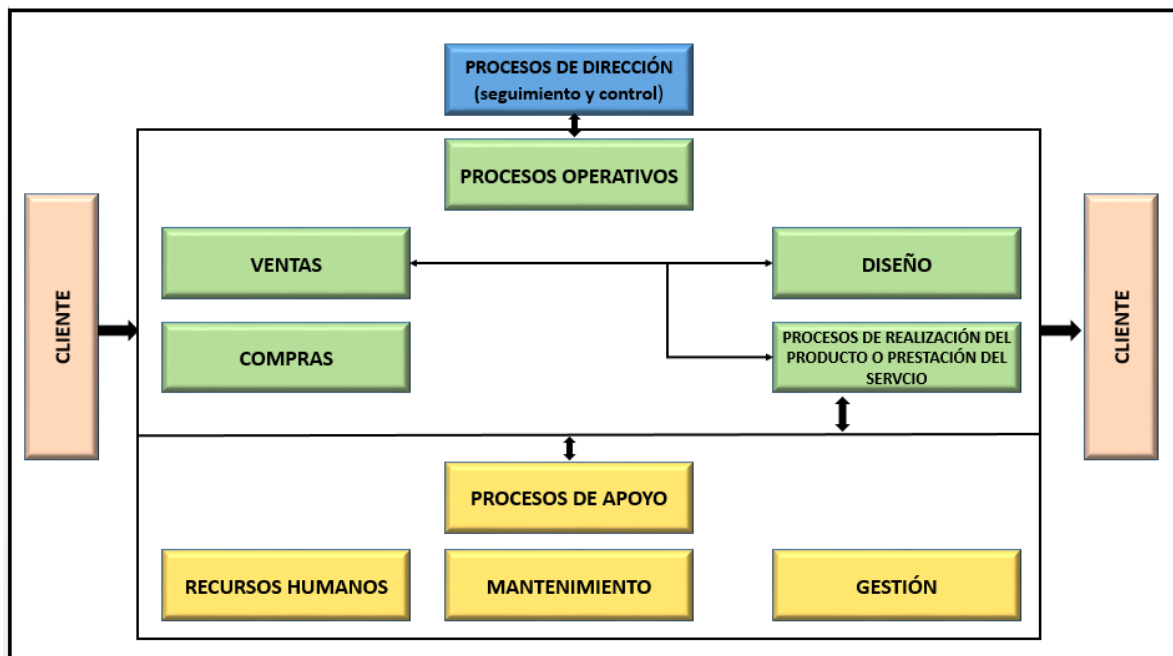 PROCESOS DE DIRECCIÓN
(seguimiento y control)
PROCESOS OPERATIVOS
CLIENTE
VENTAS
DISEÑO
COMPRAS
PROCESOS DE REALIZACIÓN DEL
PRODUCTO O PRESTACIÓN DEL
SERVCIO
CLIENTE
PROCESOS DE APOYO
RECURSOS HUMANOS
MANTENIMIENTO
GESTIÓN